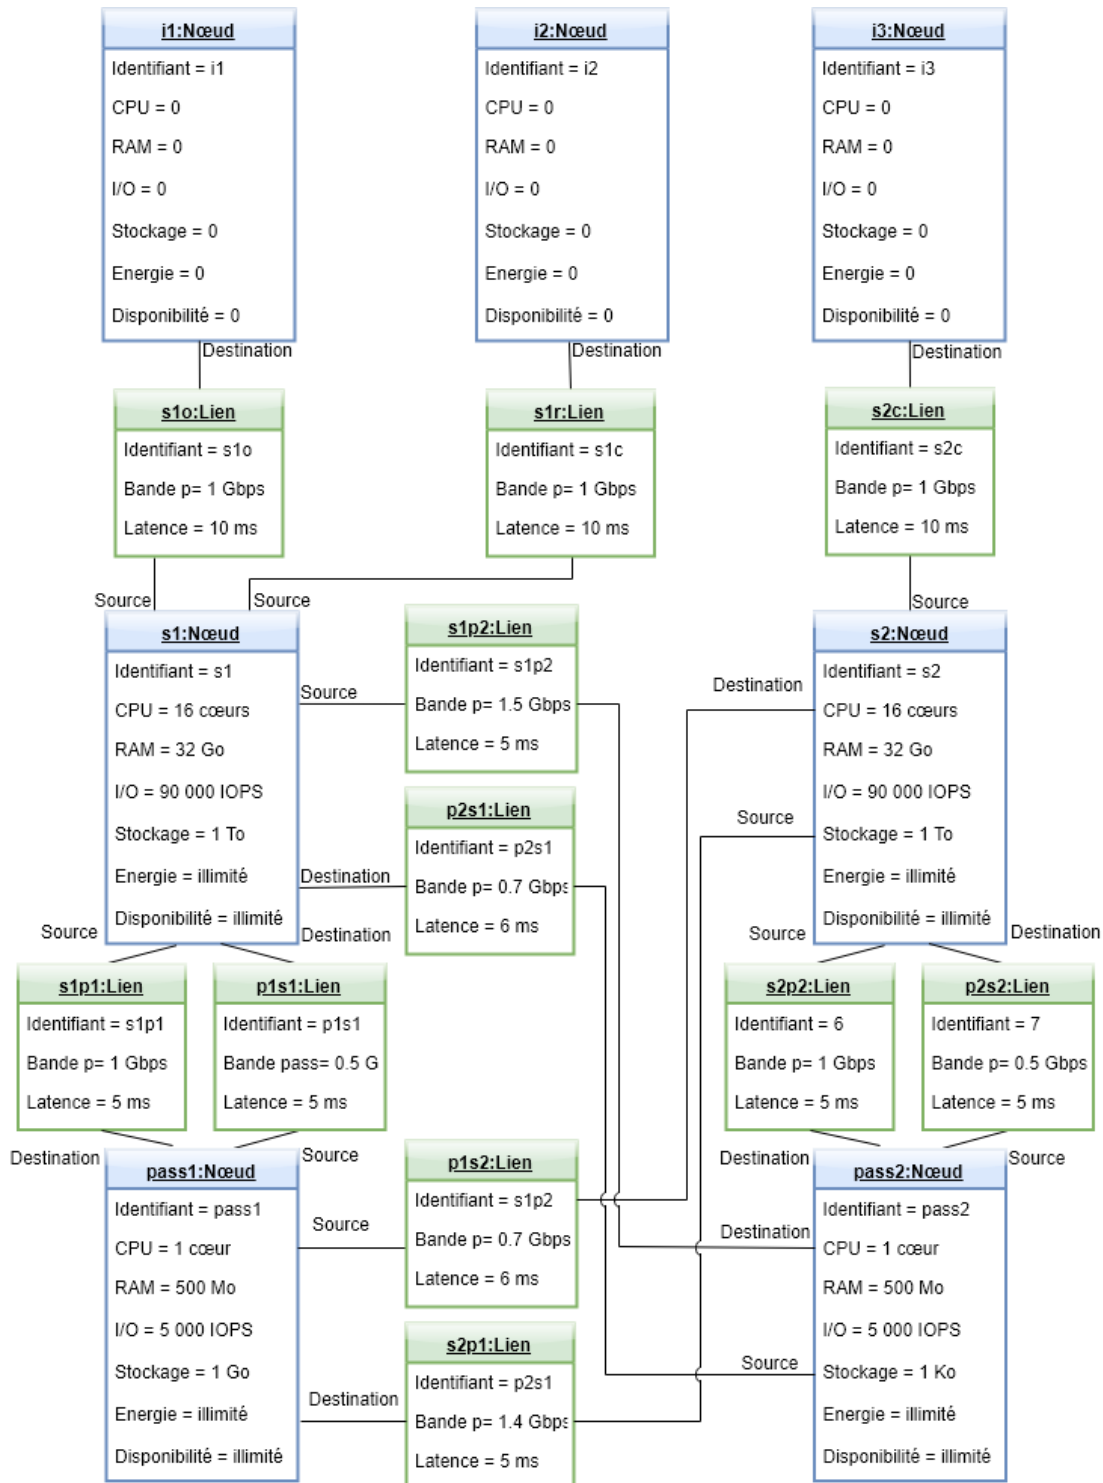 i1:Nœud
Identifiant = i1
CPU = 0
RAM = 0
I/O = 0
Stockage = 0
Energie = 0
Disponibilité = 0
i2:Nœud
Identifiant = i2
CPU = 0
RAM = 0
I/O = 0
Stockage = 0
Energie = 0
Disponibilité = 0
i3:Nœud
Identifiant = i3
CPU = 0
RAM = 0
I/O = 0
Stockage = 0
Energie = 0
Disponibilité = 0
Destination
Destination
Destination
s1o:Lien
Identifiant = s1o
Bande p= 1 Gbps
Latence = 10 ms
s1r:Lien
Identifiant = s1c
Bande p= 1 Gbps
Latence = 10 ms
s2c:Lien
Identifiant = s2c
Bande p= 1 Gbps
Latence = 10 ms
Source
Source
Source
s1:Nœud
Identifiant = s1
CPU = 16 cœurs
RAM = 32 Go
I/O = 90 000 IOPS
Stockage = 1 To
Energie = illimité
Disponibilité = illimité
Source
s1p2:Lien
Identifiant = s1p2
Bande p= 1.5 Gbps
Latence = 5 ms
Destination
p2s1:Lien
Identifiant = p2s1
Bande p= 0.7 Gbps
Latence = 6 ms
Destination
Source
s2:Nœud
Identifiant = s2
CPU = 16 cœurs
RAM = 32 Go
I/O = 90 000 IOPS
Stockage = 1 To
Energie = illimité
Disponibilité = illimité
Source
Destination
Source
Destination
s1p1:Lien
Identifiant = s1p1
Bande p= 1 Gbps
Latence = 5 ms
p1s1:Lien
Identifiant = p1s1
Bande pass= 0.5 G
Latence = 5 ms
s2p2:Lien
Identifiant = 6
Bande p= 1 Gbps
Latence = 5 ms
p2s2:Lien
Identifiant = 7
Bande p= 0.5 Gbps
Latence = 5 ms
Destination
Source
Destination
Source
pass1:Nœud
Identifiant = pass1
CPU = 1 cœur
RAM = 500 Mo
I/O = 5 000 IOPS
Stockage = 1 Go
Energie = illimité
Disponibilité = illimité
Source
p1s2:Lien
Identifiant = s1p2
Bande p= 0.7 Gbps
Latence = 6 ms
Destination
s2p1:Lien
Identifiant = p2s1
Bande p= 1.4 Gbps
Latence = 5 ms
Destination
Source
pass2:Nœud
Identifiant = pass2
CPU = 1 cœur
RAM = 500 Mo
I/O = 5 000 IOPS
Stockage = 1 Ko
Energie = illimité
Disponibilité = illimité